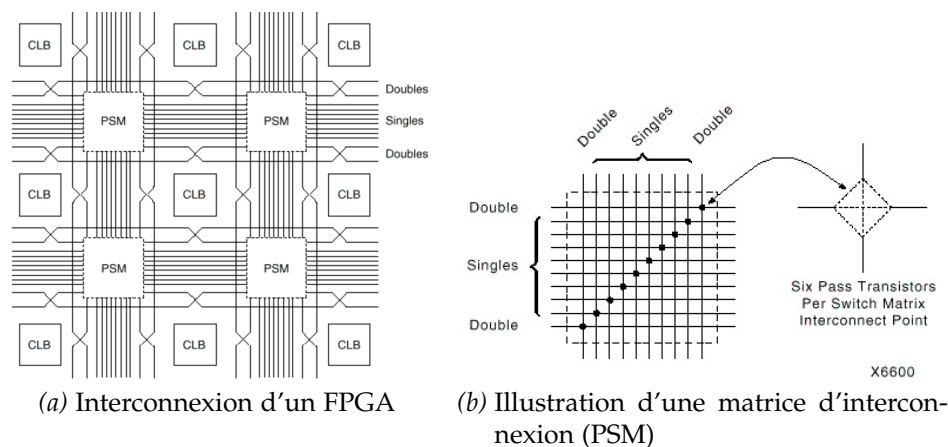 CLB CLB CLB
Doubles
PSM PSM
Singles
Doubles
CLB CLB CLB
PSM PSM
CLB CLB CLB
(a) Interconnexion d'un FPGA
Double Singles Double
Double
Singles
Double
Six Pass Transistors
Per Switch Matrix
Interconnect Point
X6600
(b) Illustration d'une matrice d'intercon-
nexion (PSM)